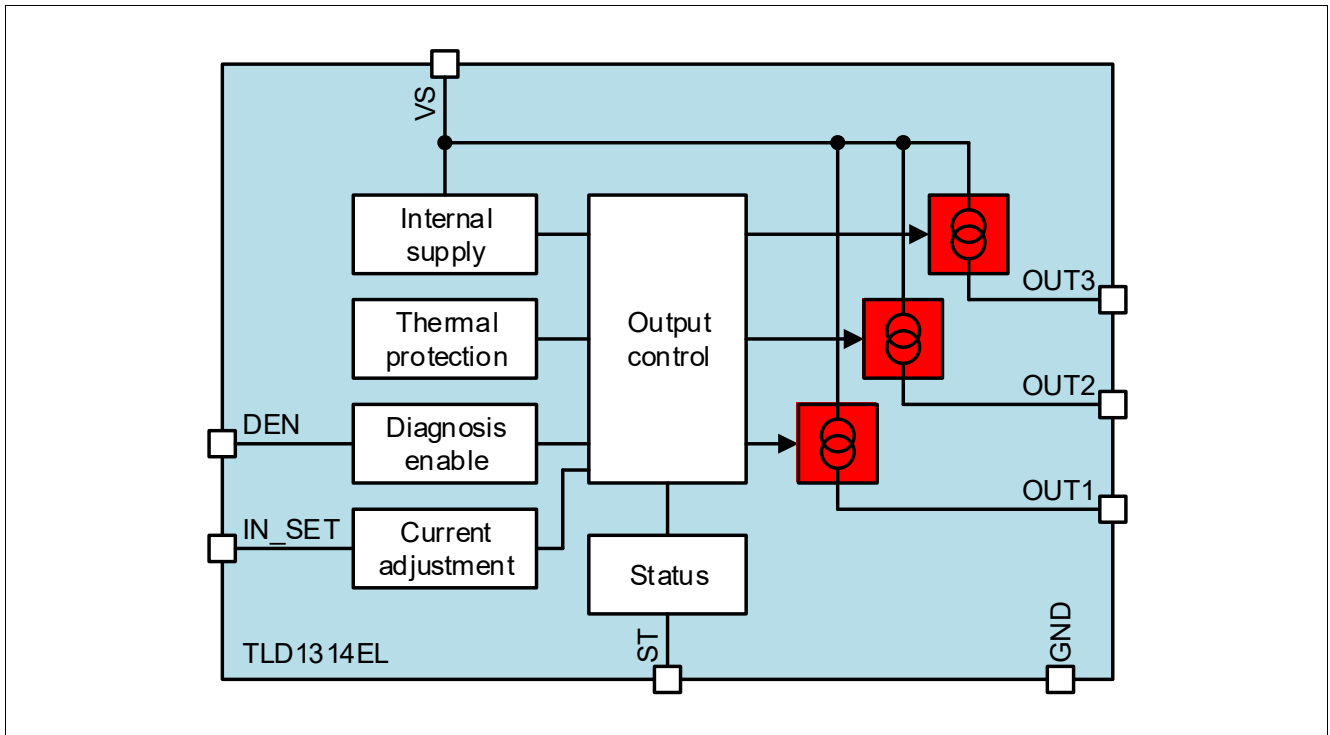 VS
Internal
supply
Thermal
protection
Output
control
OUT3
OUT2
DEN
Diagnosis
enable
OUT1
IN_SET
Current
adjustment
Status
TLD1314EL
ST
GND